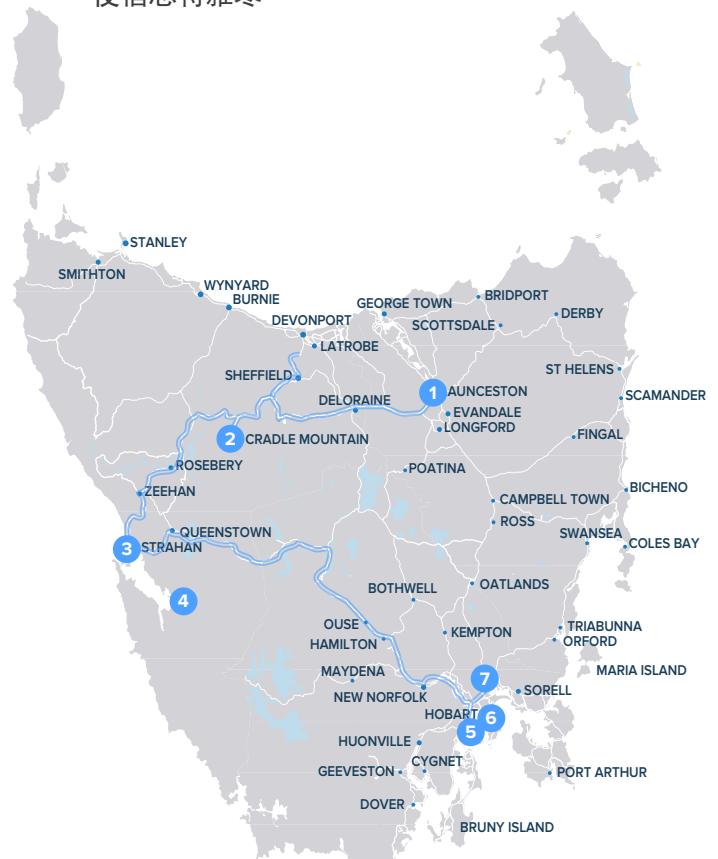 STANLEY
SMITHTON
WYNYARD
BURNIE
GEORGE TOWN
BRIDPORT
DERBY
DEVONPORT
SCOTTSDALE
LATROBE
ST HELENS
SHEFFIELD
1 AUNCESTON
SCAMANDER
DELORAINE
EVANDALE
LONGFORD
FINGAL
2 CRADLE MOUNTAIN
ROSEBERY
POATINA
ZEEHAN
CAMPBELL TOWN
BICHENO
ROSS
QUEENSTOWN
SWANSEA
3 STRAHAN
COLES BAY
OATLANDS
BOTHWELL
4
OUSE
TRIABUNNA
KEMPTON
HAMILTON
ORFORD
MAYDENA
MARIA ISLAND
7
SORELL
NEW NORFOLK
HOBART
6
5
HUONVILLE
CYGNET
GEEVESTON
PORT ARTHUR
DOVER
BRUNY ISLAND